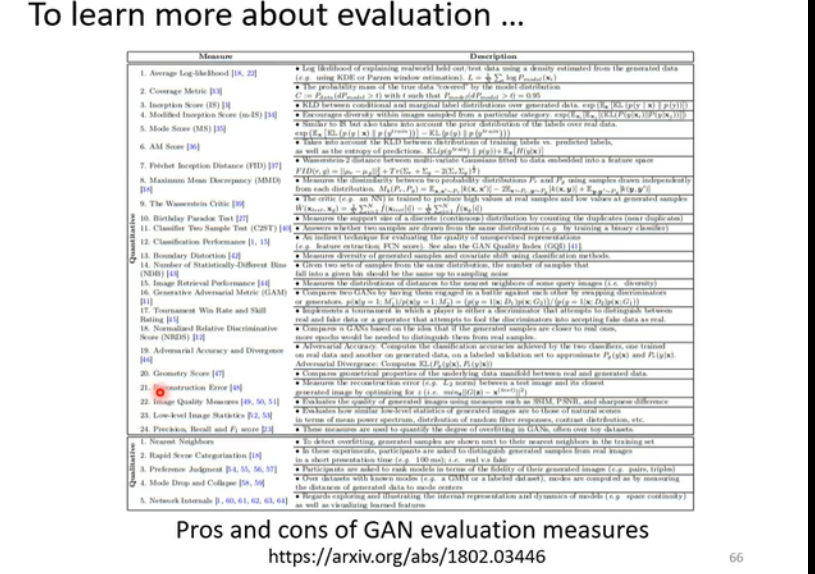 To learn more about evaluation ...
Measure Description
1. Average Log-likelihood [18, 22] • Log likelihood of explaining realworld held out/test data using a density estimated from the generated data
(e.g. using KDE or Parzen window estimation).
2. Coverage Metric [33] • The probability mass of the true data "covered" by the model distribution
3. Inception Score (IS) [3] • KLD between conditional and marginal label distributions over generated data.
4. Modified Inception Score (m-IS) [34] • Encourages diversity within images sampled from a particular category.
5. Mode Score (MS) [35] • Similar to IS but also takes into account the prior distribution of the labels over real data.
6. AM Score [36] • Takes into account the KLD between distributions of training labels vs. predicted labels,
as well as the entropy of predictions.
7. Fréchet Inception Distance (FID) [37] • Wasserstein-2 distance between multi-variate Gaussians fitted to data embedded into a feature space
8. Maximum Mean Discrepancy (MMD) • Measures the dissimilarity between two probability distributions Pr and Pg using samples drawn independently
[38] from each distribution.
9. The Wasserstein Critic [39] • The critic (e.g. an NN) is trained to produce high values at real samples and low values at generated samples
10. Birthday Paradox Test [27] • Measures the support size of a discrete (continuous) distribution by counting the duplicates (near duplicates)
11. Classifier Two Sample Test (C2ST) [40] • Answers whether two samples are drawn from the same distribution (e.g. by training a binary classifier)
12. Classification Performance [1, 15] • An indirect technique for evaluating the quality of unsupervised representations
(e.g. feature extraction; FCN score). See also the GAN Quality Index (GQI) [41].
13. Boundary Distortion [42] • Measures diversity of generated samples and covariate shift using classification methods.
14. Number of Statistically-Different Bins • Given two sets of samples from the same distribution, the number of samples that
(NDB) [43] fall into a given bin should be the same up to sampling noise
15. Image Retrieval Performance [44] • Measures the distributions of distances to the nearest neighbors of some query images (i.e. diversity)
16. Generative Adversarial Metric (GAM) • Compares two GANs by having them engaged in a battle against each other by swapping discriminators
[31] or generators.
17. Tournament Win Rate and Skill • Implements a tournament in which a player is either a discriminator that attempts to distinguish between
Rating [45] real and fake data or a generator that attempts to fool the discriminators into accepting fake data as real.
18. Normalized Relative Discriminative • Compares n GANs based on the idea that if the generated samples are closer to real ones,
Score (NRDS) [32] more epochs would be needed to distinguish them from real samples.
19. Adversarial Accuracy and Divergence • Adversarial Accuracy. Computes the classification accuracies achieved by the two classifiers, one trained
[46] on real data and another on generated data, on a labeled validation set to approximate
Adversarial Divergence: Computes
20. Geometry Score [47] • Compares geometrical properties of the underlying data manifold between real and generated data.
21. Reconstruction Error [48] • Measures the reconstruction error (e.g. L2 norm) between a test image and its closest
generated image by optimizing for z
22. Image Quality Measures [49, 50, 51] • Evaluates the quality of generated images using measures such as SSIM, PSNR, and sharpness difference
23. Low-level Image Statistics [52, 53] • Evaluates how similar low-level statistics of generated images are to those of natural scenes
in terms of mean power spectrum, distribution of random filter responses, contrast distribution, etc.
24. Precision, Recall and F1 score [23] • These measures are used to quantify the degree of overfitting in GANs, often over toy datasets.
Quantitative
1. Nearest Neighbors • To detect overfitting, generated samples are shown next to their nearest neighbors in the training set
2. Rapid Scene Categorization [18] • In these experiments, participants are asked to distinguish generated samples from real images
in a short presentation time (e.g. 100 ms); i.e. real v.s fake
3. Preference Judgment [54, 55, 56, 57] • Participants are asked to rank models in terms of the fidelity of their generated images (e.g. pairs, triples)
4. Mode Drop and Collapse [58, 59] • Over datasets with known modes (e.g. a GMM or a labeled dataset), modes are computed as by measuring
the distances of generated data to mode centers
5. Network Internals [1, 60, 61, 62, 63, 64] • Regards exploring and illustrating the internal representation and dynamics of models (e.g. space continuity)
as well as visualizing learned features
Qualitative
Pros and cons of GAN evaluation measures
https://arxiv.org/abs/1802.03446
66